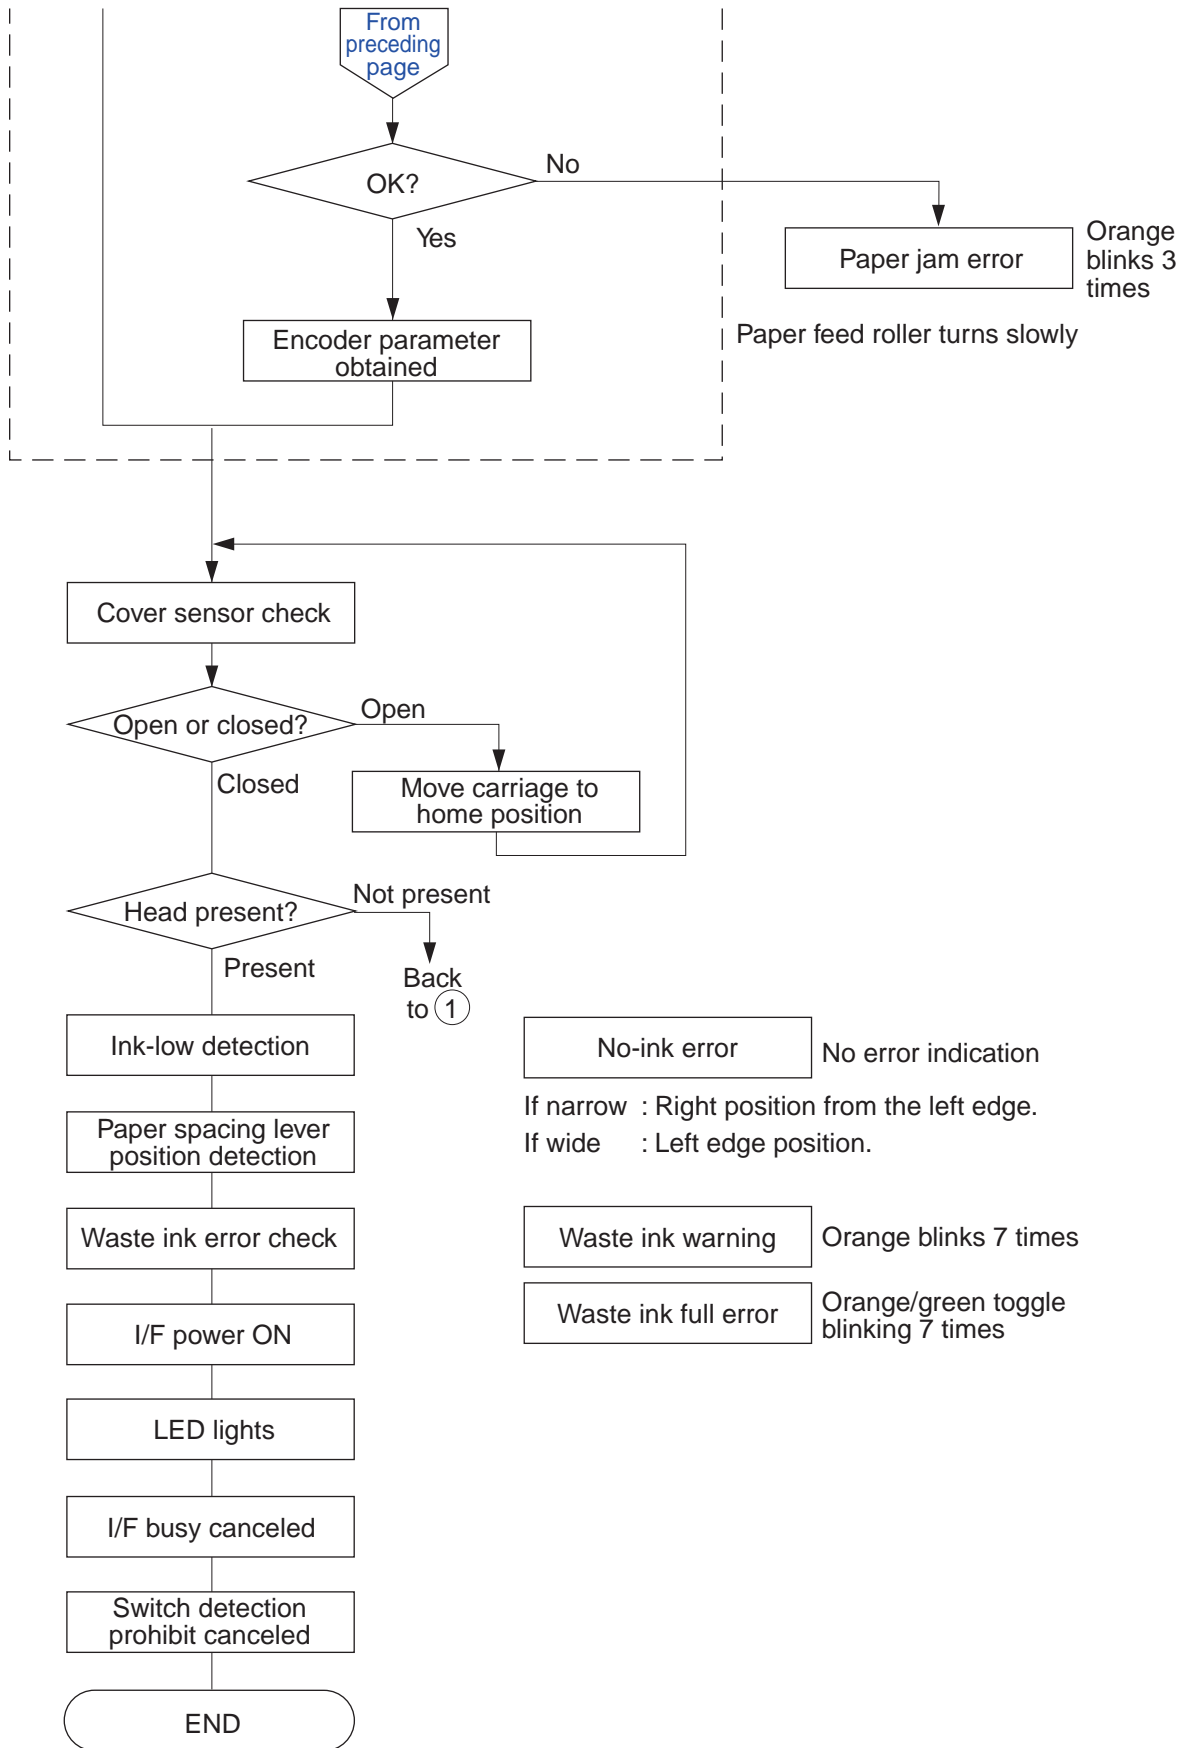 From
preceding
page
OK?
No
Yes
Paper jam error
Orange
blinks 3
times
Encoder parameter
obtained
Paper feed roller turns slowly
Cover sensor check
Open or closed?
Open
Closed
Move carriage to
home position
Head present?
Not present
Present
Back
to 1
Ink-low detection
No-ink error
No error indication
If narrow : Right position from the left edge.
If wide : Left edge position.
Paper spacing lever
position detection
Waste ink error check
Waste ink warning
Orange blinks 7 times
Waste ink full error
Orange/green toggle
blinking 7 times
I/F power ON
LED lights
I/F busy canceled
Switch detection
prohibit canceled
END